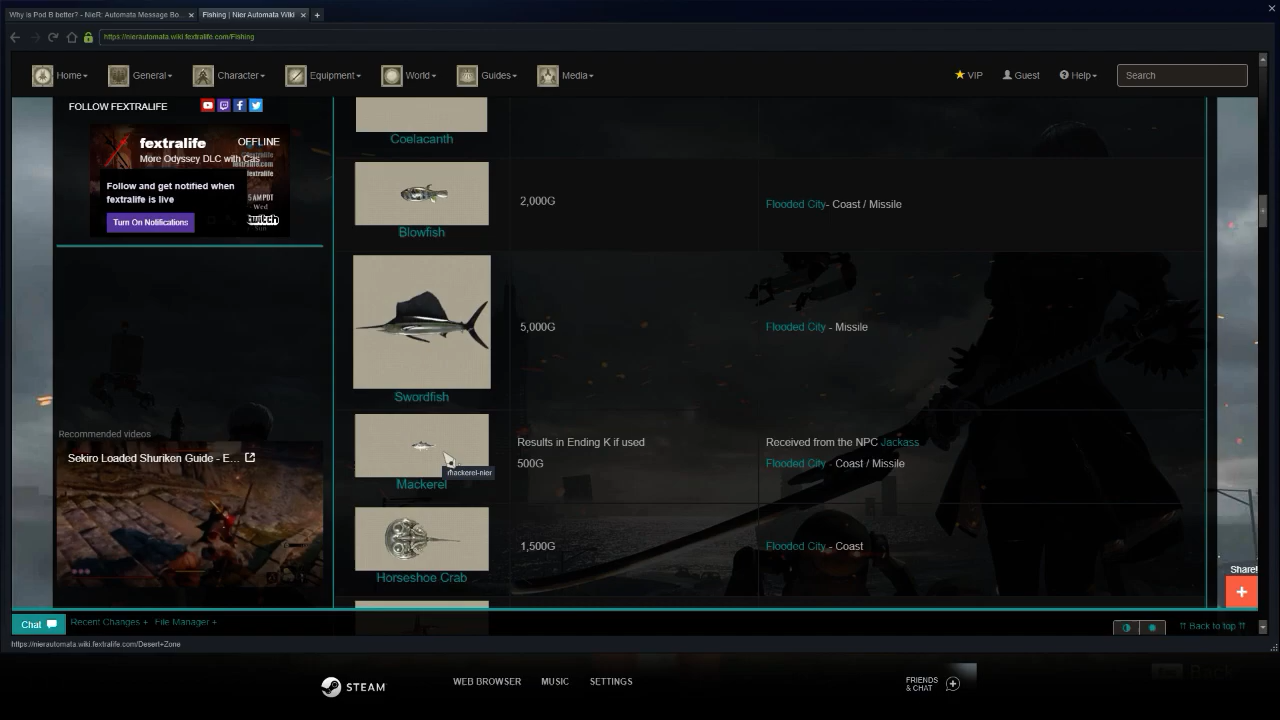 Why is Pod B better? - NieR: Automata Message Bo...
Fishing | Nier Automata Wiki
https://nierautomata.wiki.fextralife.com/Fishing
Home
General
Character
Equipment
World
Guides
Media
VIP
Guest
Help
Search
FOLLOW FEXTRALIFE
fextralife
OFFLINE
More Odyssey DLC with Cas
Follow and get notified when
fextralife is live
Turn On Notifications
twitch
Coelacanth
Blowfish
2,000G
Flooded City- Coast / Missile
Swordfish
5,000G
Flooded City - Missile
Recommended videos
Sekiro Loaded Shuriken Guide - E...
Mackerel
mackerel-nier
Results in Ending K if used
500G
Received from the NPC Jackass
Flooded City - Coast / Missile
Horseshoe Crab
1,500G
Flooded City - Coast
Share!
Chat
Recent Changes +
File Manager +
Back to top
https://nierautomata.wiki.fextralife.com/Desert+Zone
STEAM
WEB BROWSER
MUSIC
SETTINGS
FRIENDS
& CHAT
Back